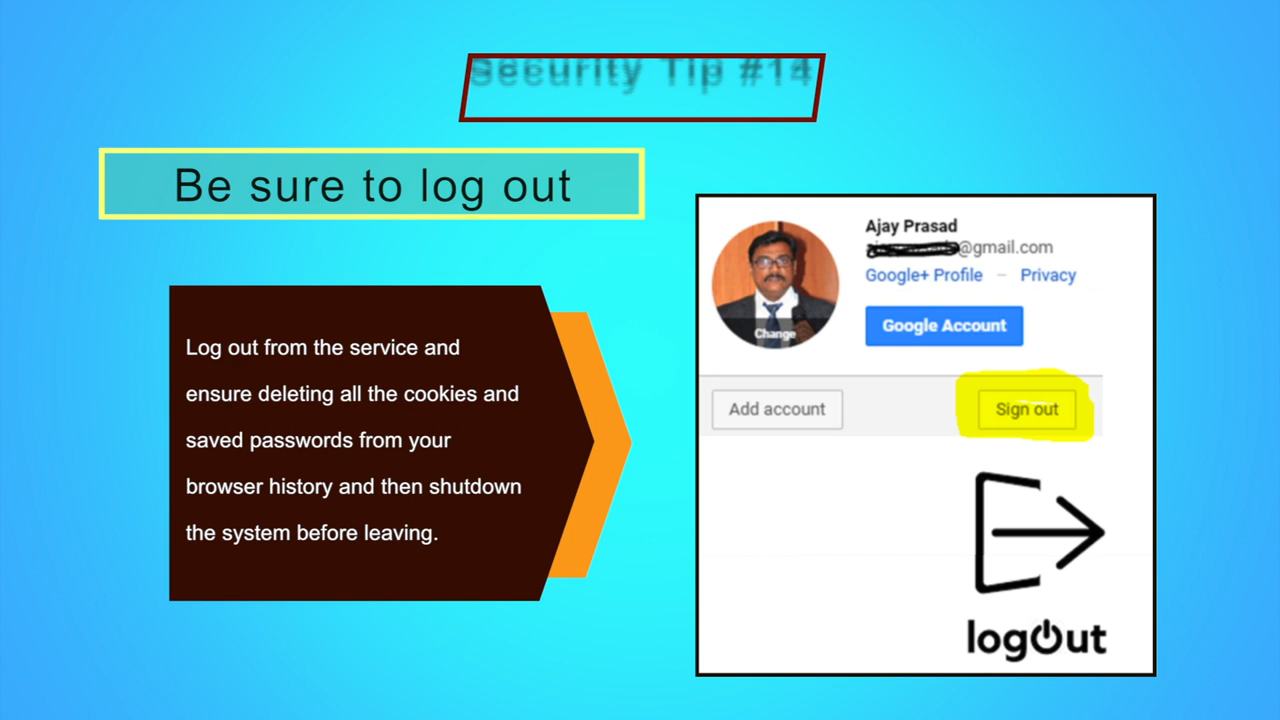 Security Tip #14
Be sure to log out
Log out from the service and
ensure deleting all the cookies and
saved passwords from your
browser history and then shutdown
the system before leaving.
Ajay Prasad
@gmail.com
Google+ Profile – Privacy
Change
Google Account
Add account Sign out
logout